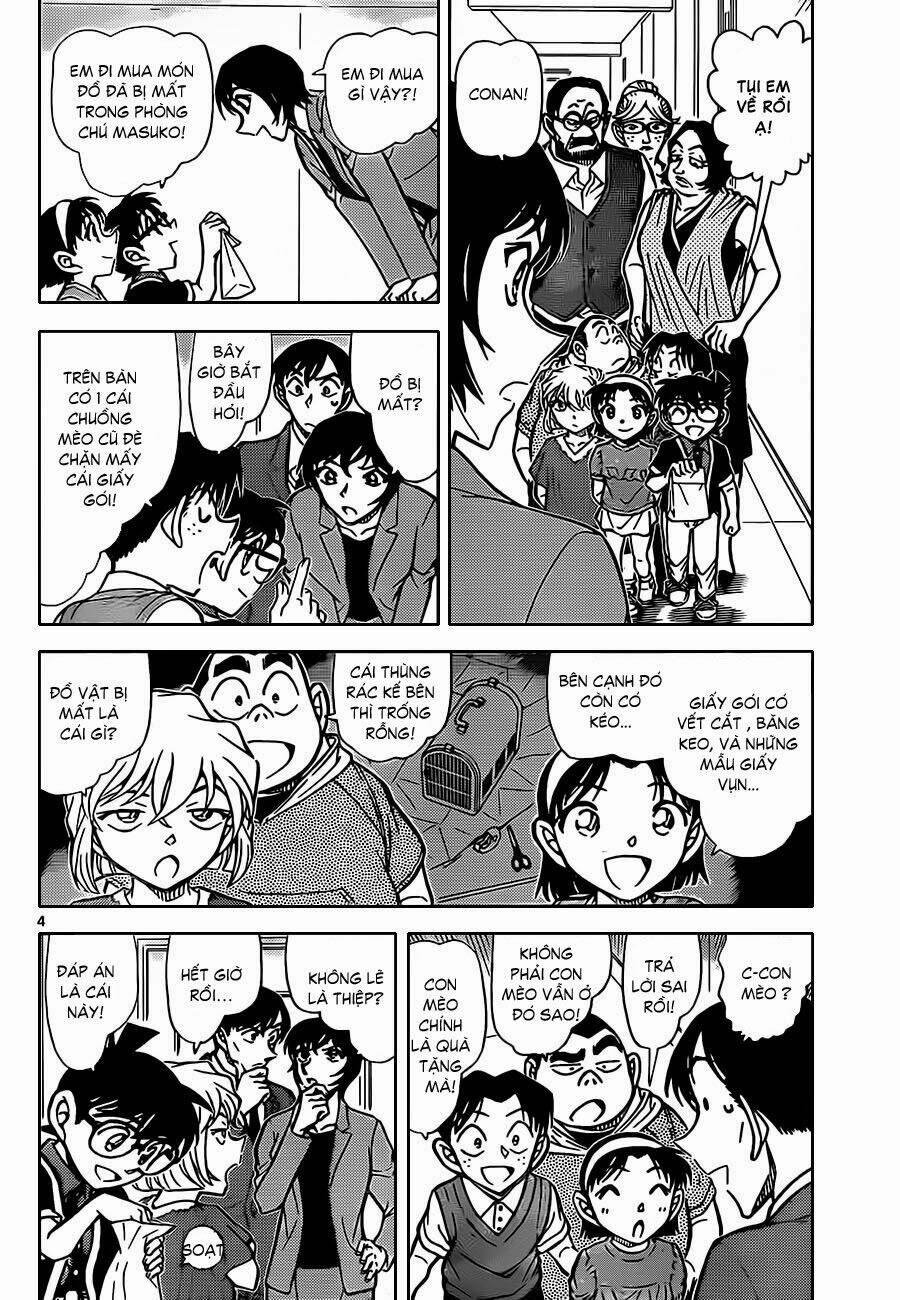 TỤI EM
VỀ RỒI
Ạ!
CONAN!
EM ĐI MUA
GÌ VẬY?!
EM ĐI MUA MÓN
ĐỒ ĐÃ BỊ MẤT
TRONG PHÒNG
CHÚ MASUKO!
ĐỒ BỊ
MẤT?
BÂY
GIỜ BẮT
ĐẦU
HỎI!
TRÊN BÀN
CÓ 1 CÁI
CHUỒNG
MÈO CŨ ĐÈ
CHẶN MẤY
CÁI GIẤY
GÓI!
GIẤY GÓI CÓ
VẾT CẮT , BĂNG
KEO, VÀ NHỮNG
MẨU GIẤY
VỤN...
BÊN CẠNH ĐÓ
CÒN CÓ
KÉO...
CÁI THÙNG
RÁC KẾ BÊN
THÌ TRỐNG
RỖNG!
ĐỒ VẬT BỊ
MẤT LÀ
CÁI GÌ?
4
C-CON
MÈO ?
TRẢ
LỜI SAI
RỒI!
KHÔNG
PHẢI CON
MÈO VẪN Ở
ĐÓ SAO!
CON
MÈO
CHÍNH
LÀ QUÀ
TẶNG
MÀ!
KHÔNG LẼ
LÀ THIỆP?
HẾT GIỜ
RỒI...
ĐÁP ÁN
LÀ CÁI
NÀY!
SOẠT